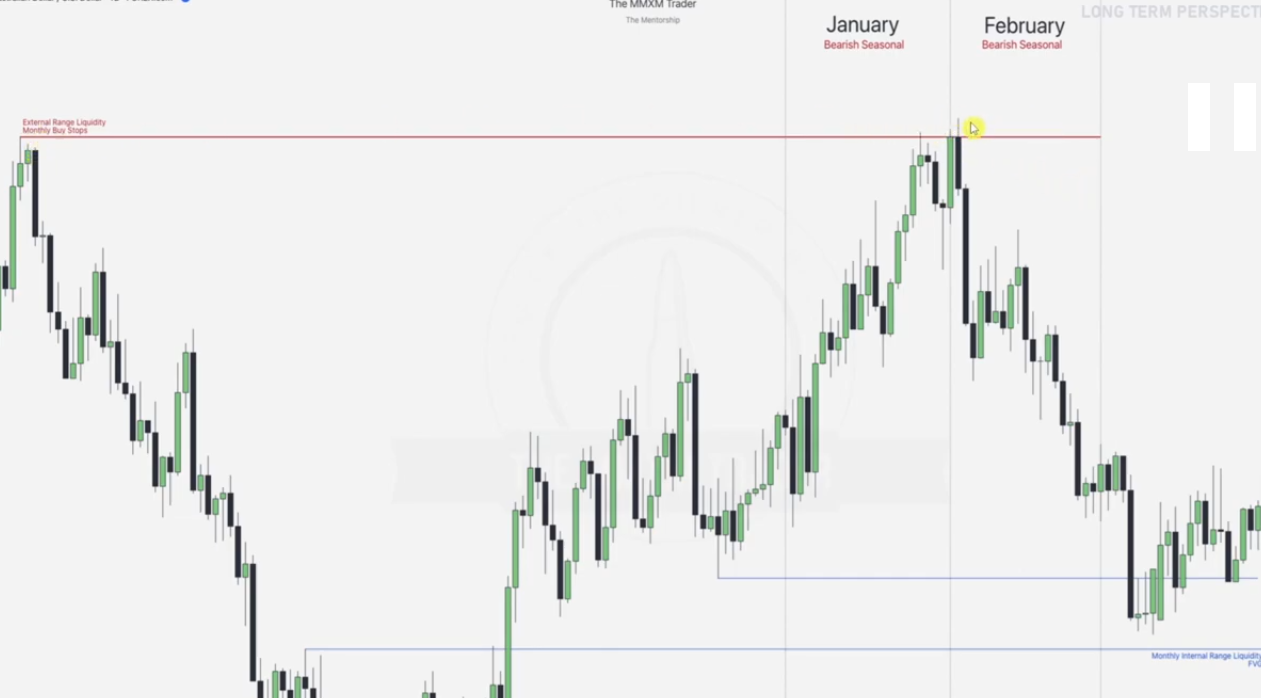 The MMXM Trader
The Mentorship
January
Bearish Seasonal
February
Bearish Seasonal
LONG TERM PERSPECT
External Range Liquidity
Monthly Buy Stops
Monthly Internal Range Liquidity
FVG